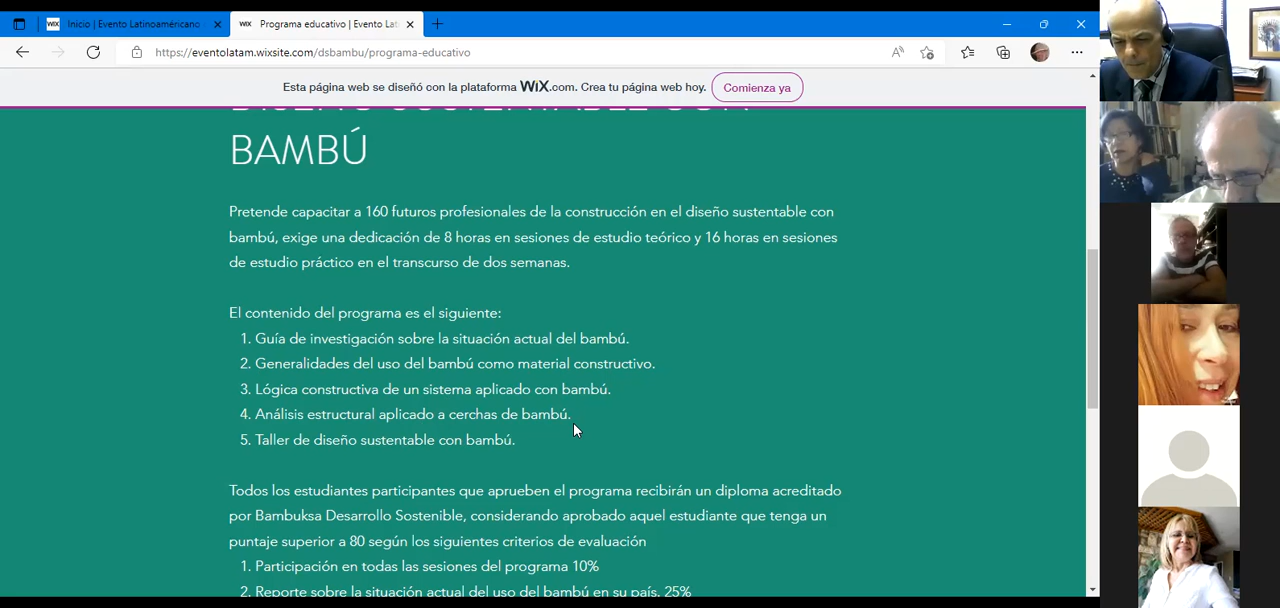 Inicio | Evento Latinoaméricano
Programa educativo | Evento Lat
https://eventolatam.wixsite.com/dsbambu/programa-educativo
Esta página web se diseñó con la plataforma WiX.com. Crea tu página web hoy. Comienza ya
DISEÑO SUSTENTABLE CON
BAMBÚ
Pretende capacitar a 160 futuros profesionales de la construcción en el diseño sustentable con
bambú, exige una dedicación de 8 horas en sesiones de estudio teórico y 16 horas en sesiones
de estudio práctico en el transcurso de dos semanas.
El contenido del programa es el siguiente:
1. Guía de investigación sobre la situación actual del bambú.
2. Generalidades del uso del bambú como material constructivo.
3. Lógica constructiva de un sistema aplicado con bambú.
4. Análisis estructural aplicado a cerchas de bambú.
5. Taller de diseño sustentable con bambú.
Todos los estudiantes participantes que aprueben el programa recibirán un diploma acreditado
por Bambuksa Desarrollo Sostenible, considerando aprobado aquel estudiante que tenga un
puntaje superior a 80 según los siguientes criterios de evaluación
1. Participación en todas las sesiones del programa 10%
2. Reporte sobre la situación actual del uso del bambú en su país. 25%